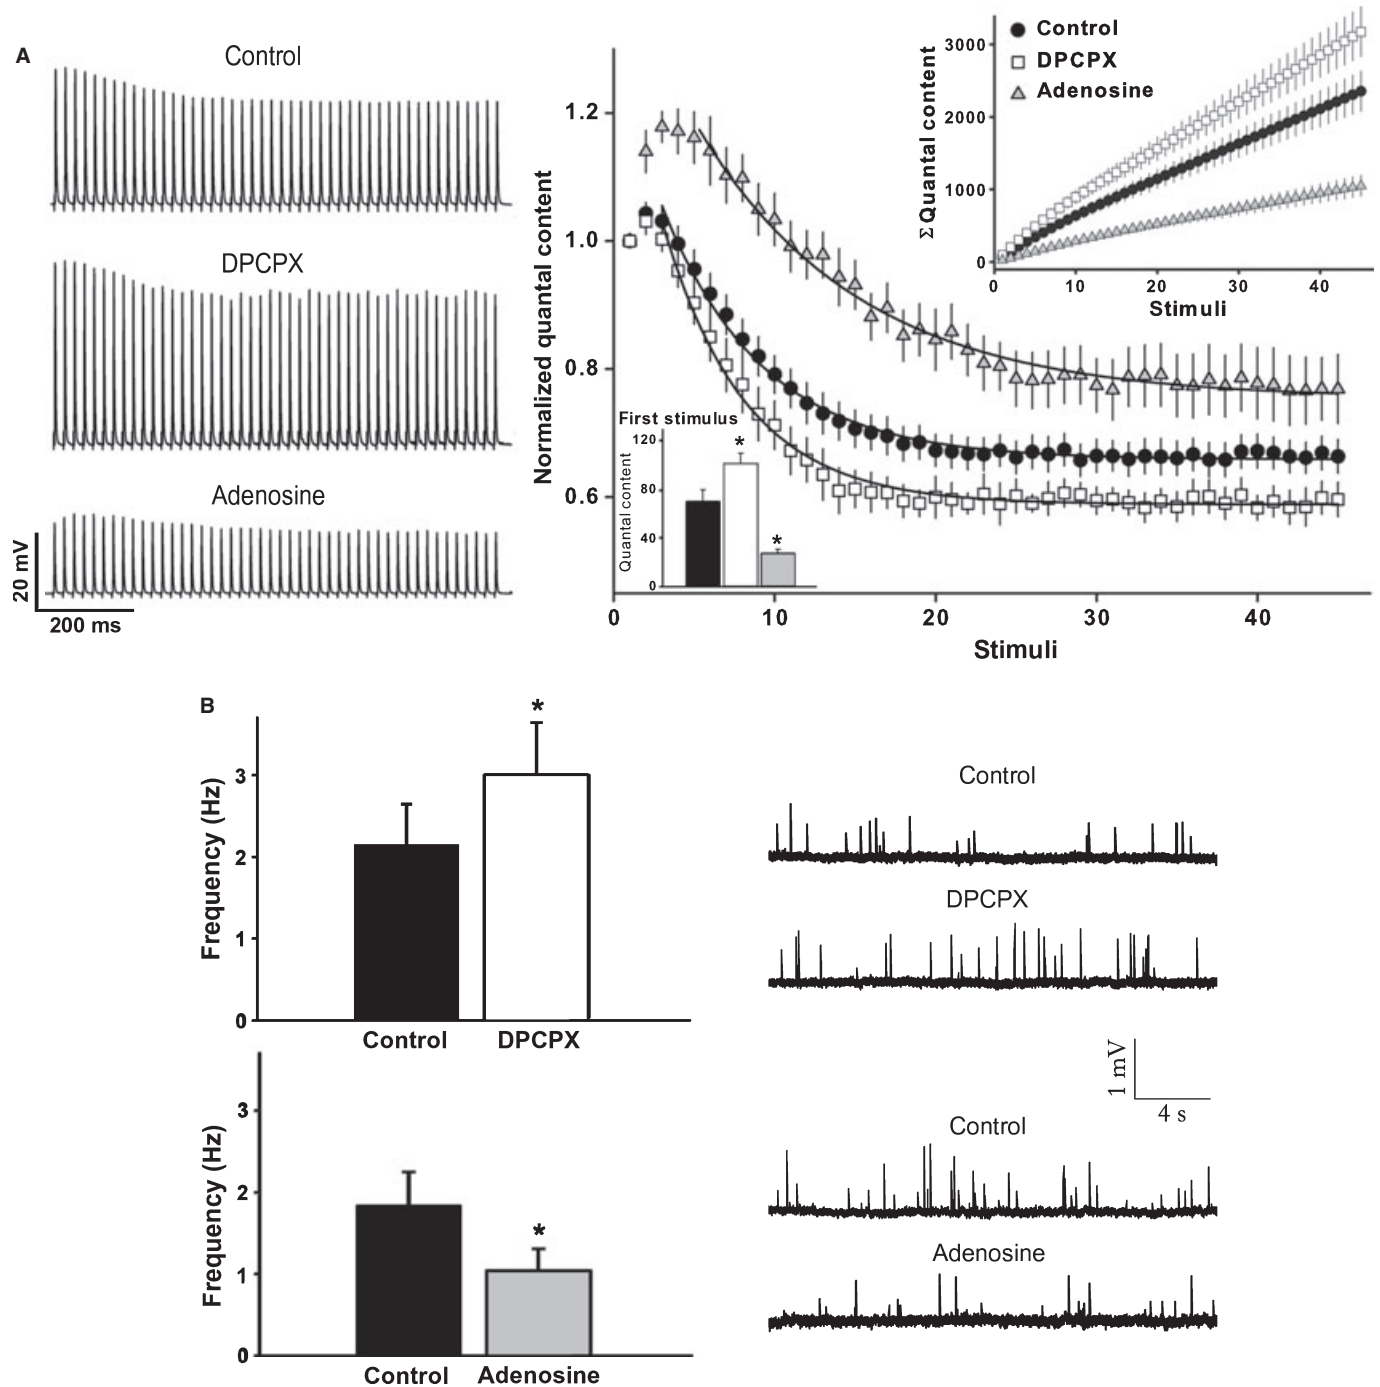 A
Control
DPCPX
Adenosine
20 mV
200 ms
Normalized quantal content
1.2
1.0
0.8
0.6
0
10
20
30
40
Stimuli
First stimulus
Quantal content
120
80
40
0
*
*
Control
DPCPX
Adenosine
Σ Quantal content
3000
2000
1000
0
0
10
20
30
40
Stimuli
B
Frequency (Hz)
3
2
1
0
*
Control DPCPX
Control
DPCPX
1 mV
4 s
Frequency (Hz)
3
2
1
0
*
Control Adenosine
Control
Adenosine